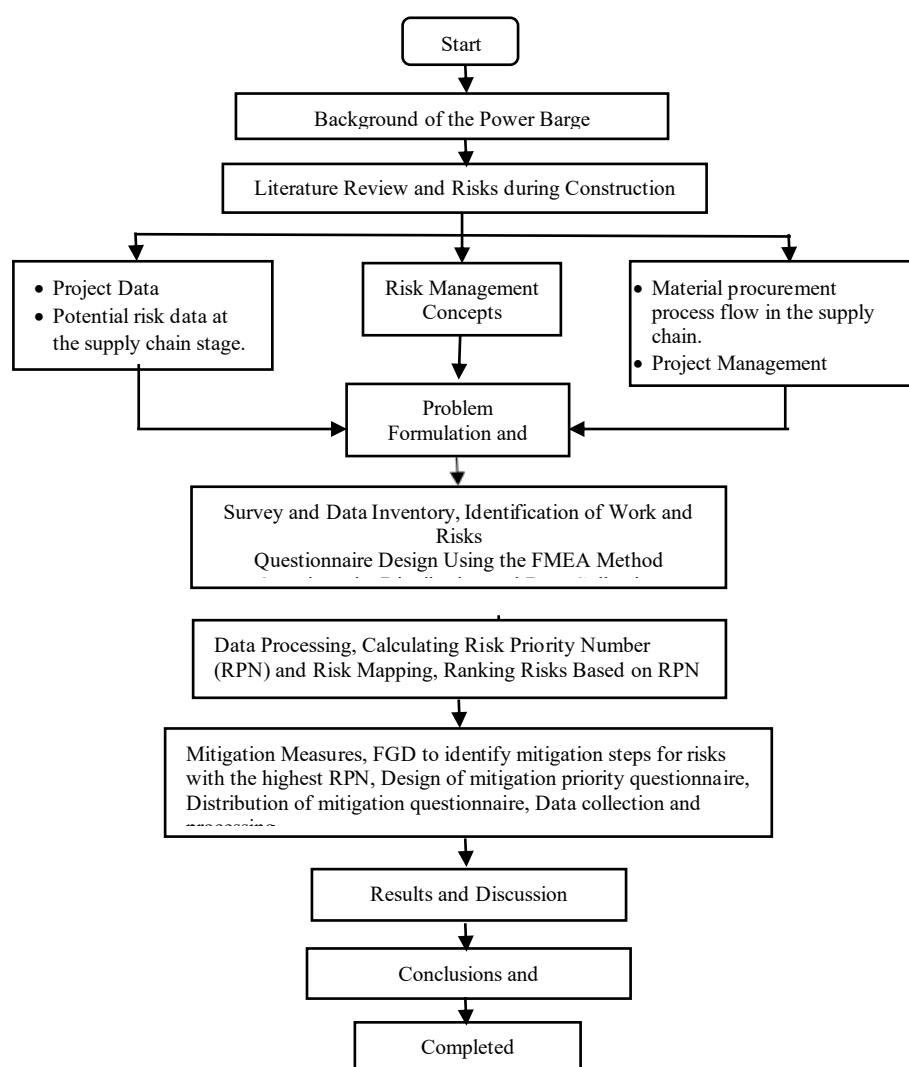 Start
Background of the Power Barge
Literature Review and Risks during Construction
• Project Data
• Potential risk data at
the supply chain stage.
Risk Management
Concepts
• Material procurement
process flow in the supply
chain.
• Project Management
Problem
Formulation and
Survey and Data Inventory, Identification of Work and
Risks
Questionnaire Design Using the FMEA Method
Data Processing, Calculating Risk Priority Number
(RPN) and Risk Mapping, Ranking Risks Based on RPN
Mitigation Measures, FGD to identify mitigation steps for risks
with the highest RPN, Design of mitigation priority questionnaire,
Distribution of mitigation questionnaire, Data collection and
processing
Results and Discussion
Conclusions and
Completed